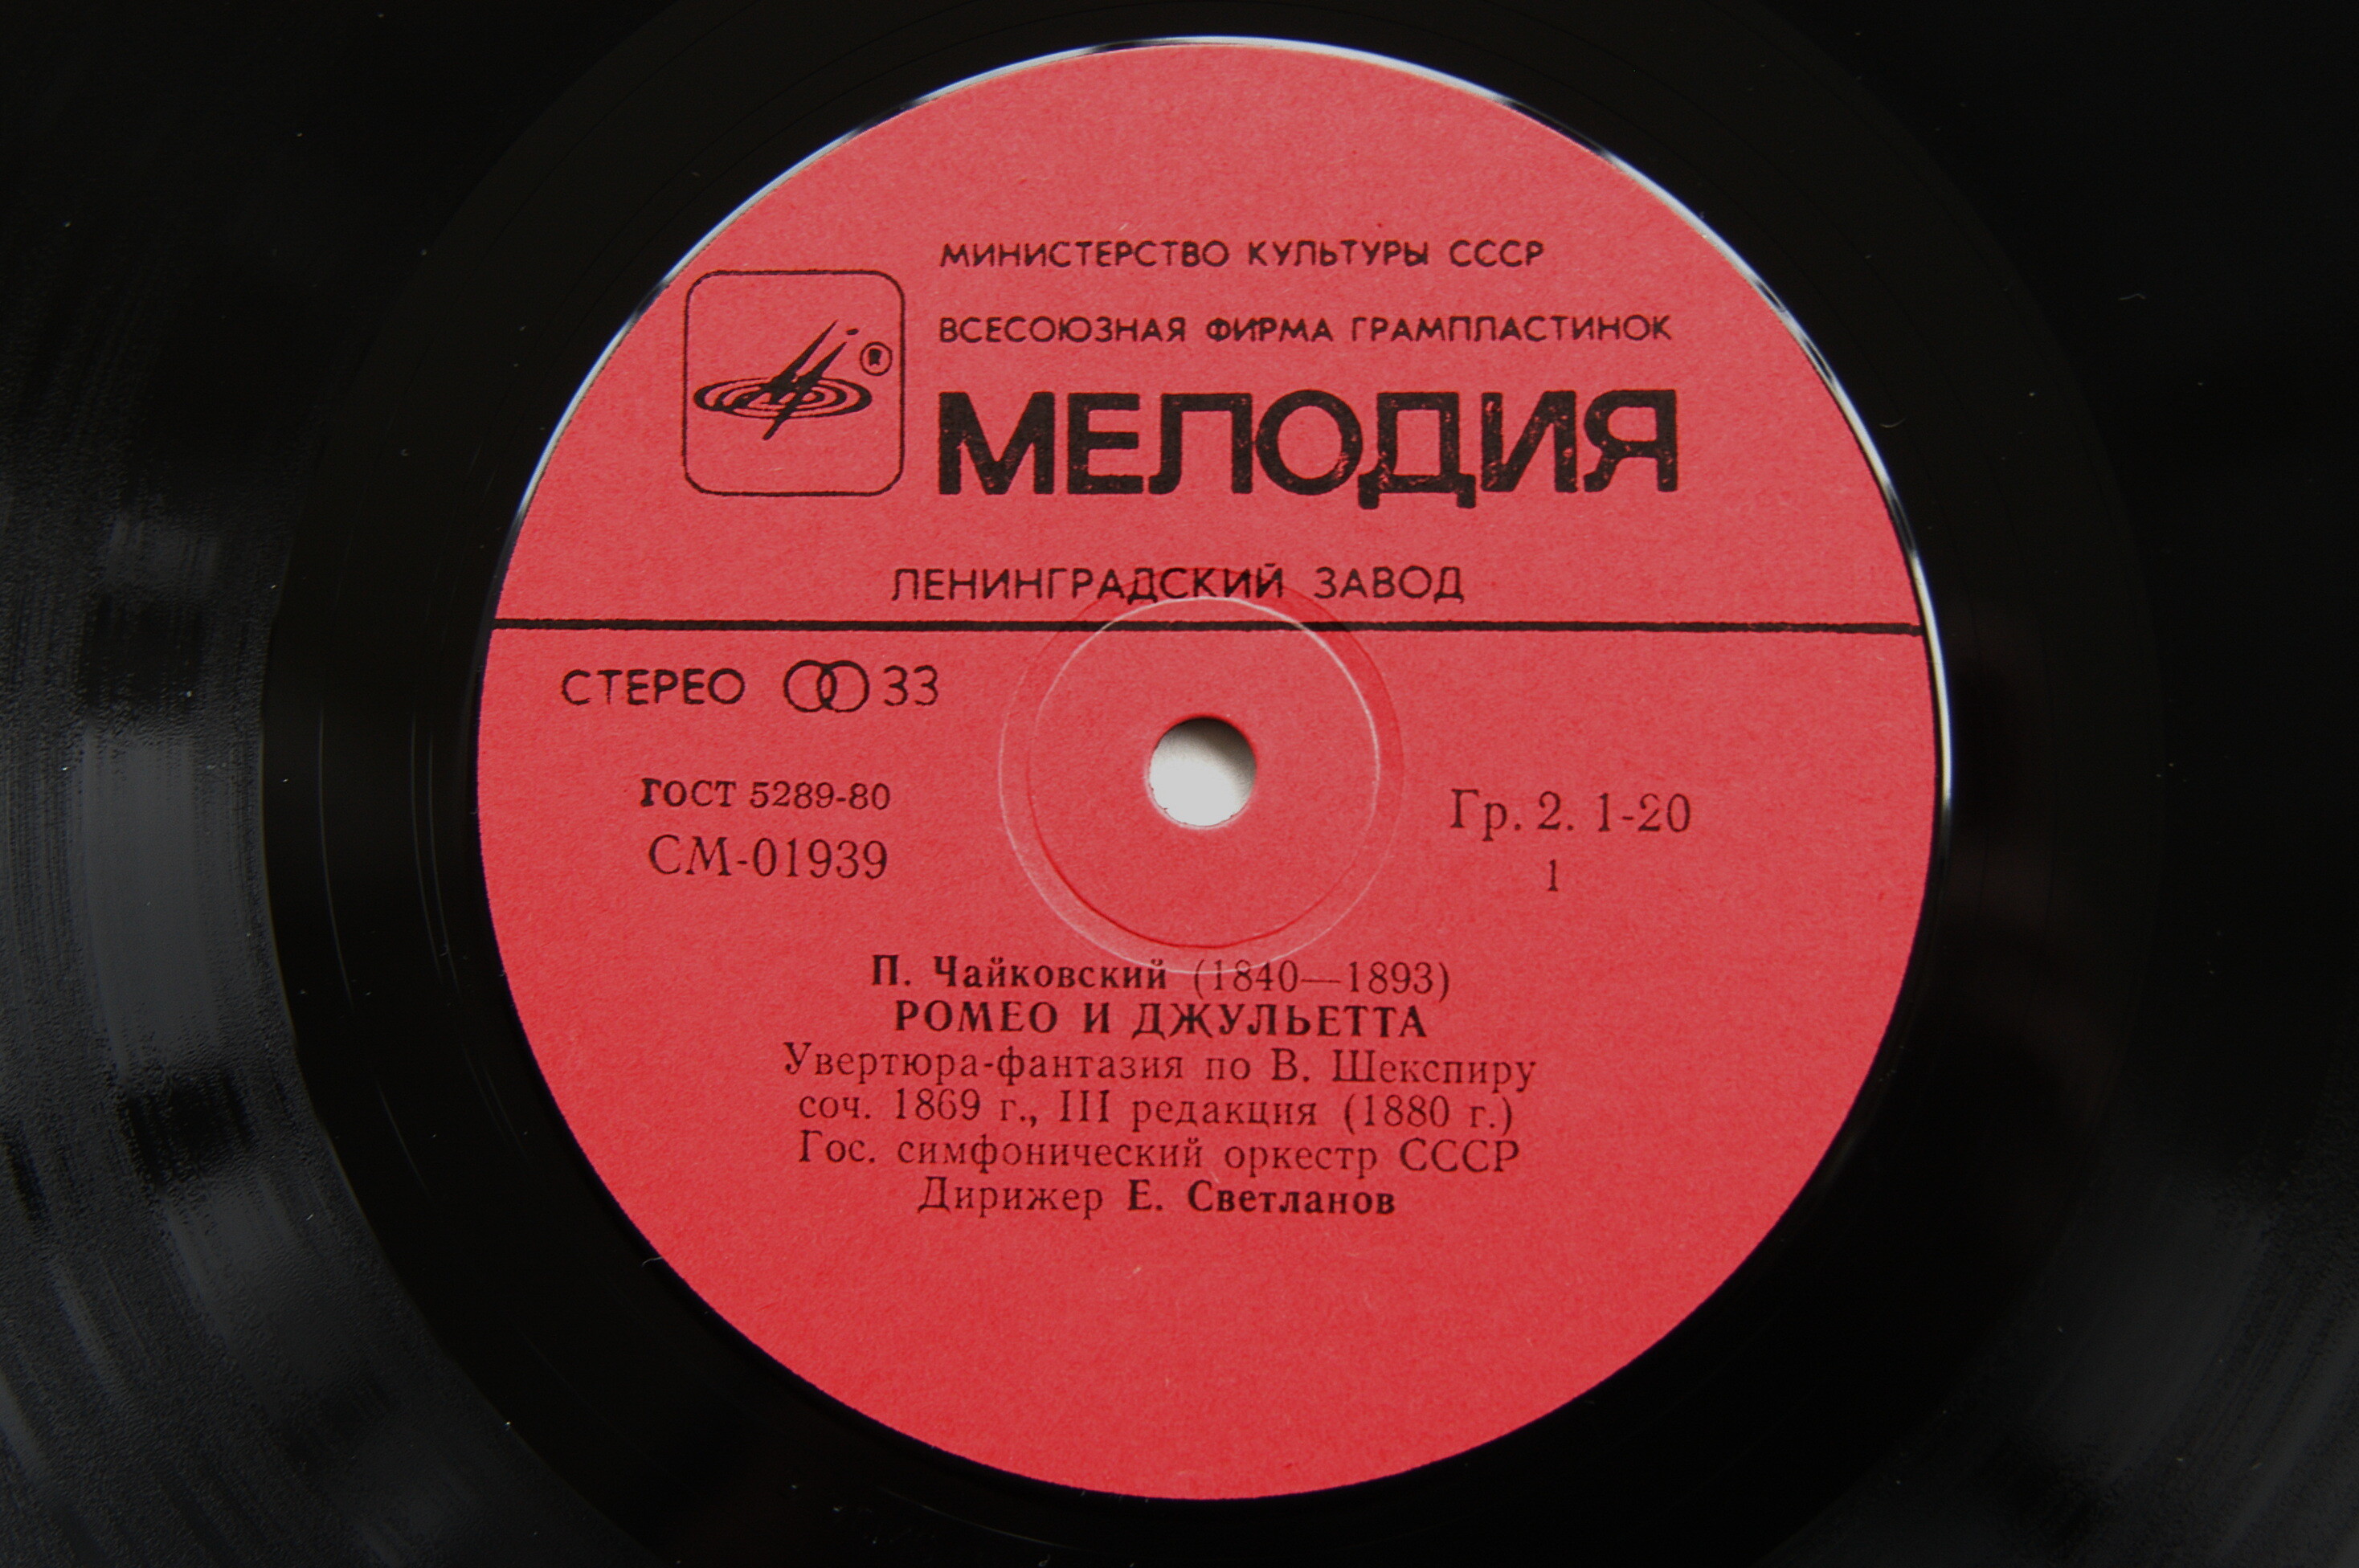 МИНИСТЕРСТВО КУЛЬТУРЫ СССР
ВСЕСОЮЗНАЯ ФИРМА ГРАМПЛАСТИНОК
®
МЕЛОДИЯ
ЛЕНИНГРАДСКИЙ ЗАВОД
СТЕРЕО 33
ГОСТ 5289-80
СМ-01939
Гр. 2. 1-20
1
П. Чайковский (1840—1893)
РОМЕО И ДЖУЛЬЕТТА
Увертюра-фантазия по В. Шекспиру
соч. 1869 г., III редакция (1880 г.)
Гос. симфонический оркестр СССР
Дирижер Е. Светланов